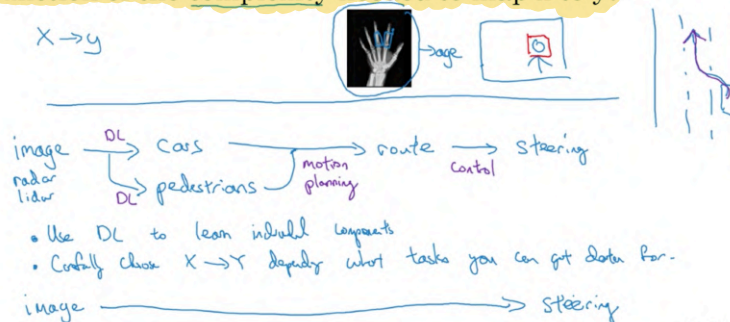 X → y
→ age
image DL → cars → route → steering
radar
lidar
DL pedestrians
motion planning
control
• Use DL to learn individual components
• Carefully choose X → Y depending what tasks you can get data for.
image → steering